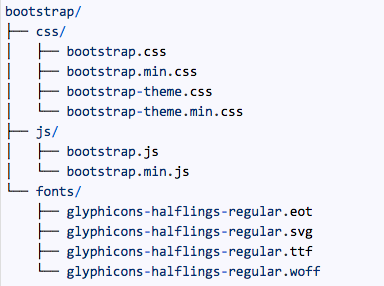 bootstrap/
├── css/
│   ├── bootstrap.css
│   ├── bootstrap.min.css
│   ├── bootstrap-theme.css
│   └── bootstrap-theme.min.css
├── js/
│   ├── bootstrap.js
│   └── bootstrap.min.js
└── fonts/
    ├── glyphicons-halflings-regular.eot
    ├── glyphicons-halflings-regular.svg
    ├── glyphicons-halflings-regular.ttf
    └── glyphicons-halflings-regular.woff